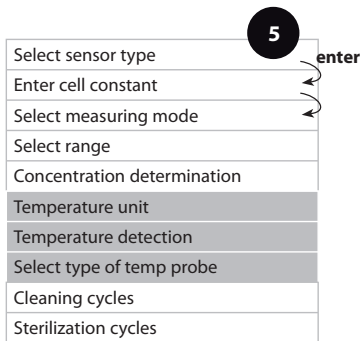 5
enter
Select sensor type
Enter cell constant
Select measuring mode
Select range
Concentration determination
Temperature unit
Temperature detection
Select type of temp probe
Cleaning cycles
Sterilization cycles